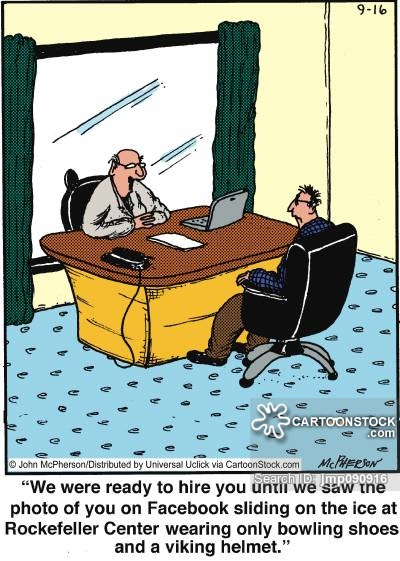 9-16
CARTOONSTOCK
.com
© John McPherson/Distributed by Universal Uclick via CartoonStock.com
McPHERSON
Search ID: jmp090916
“We were ready to hire you until we saw the
photo of you on Facebook sliding on the ice at
Rockefeller Center wearing only bowling shoes
and a viking helmet.”